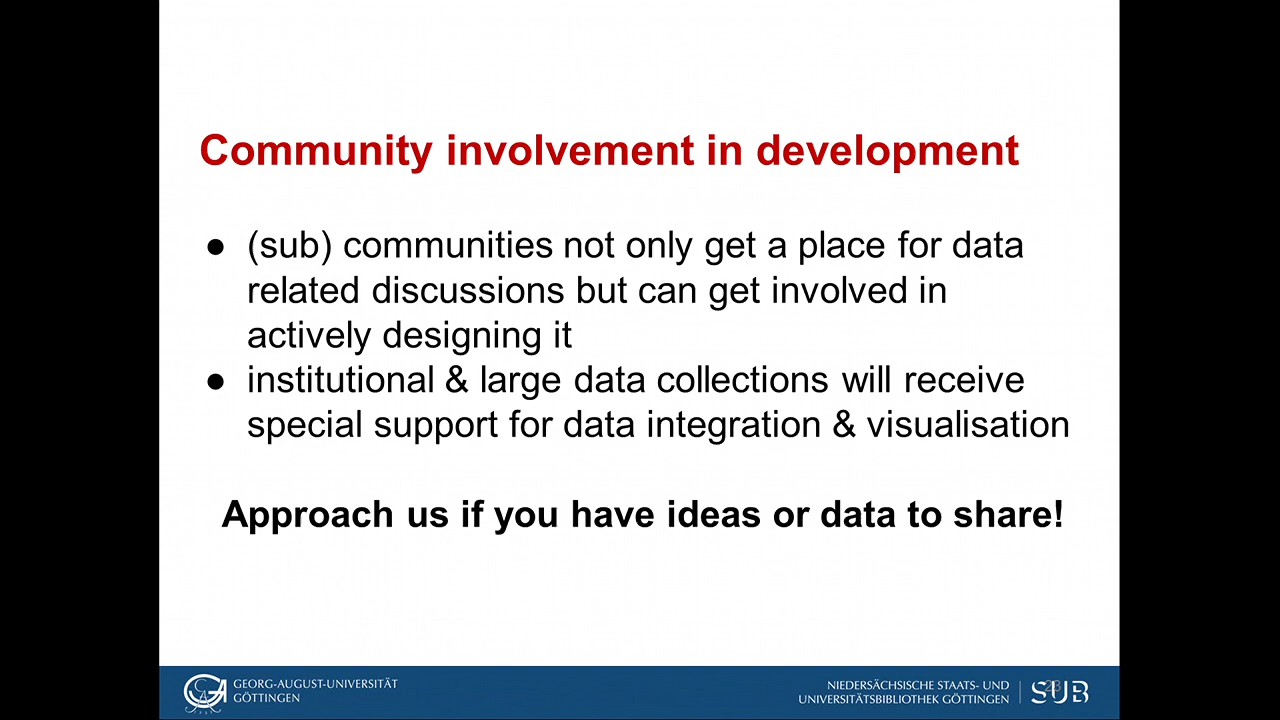 Community involvement in development
● (sub) communities not only get a place for data
related discussions but can get involved in
actively designing it
● institutional & large data collections will receive
special support for data integration & visualisation
Approach us if you have ideas or data to share!
GEORG-AUGUST-UNIVERSITÄT
GÖTTINGEN
NIEDERSÄCHSISCHE STAATS- UND
UNIVERSITÄTSBIBLIOTHEK GÖTTINGEN
SUB